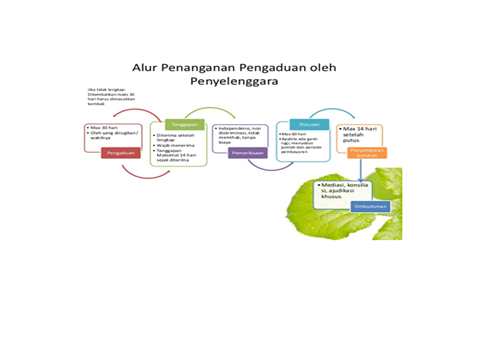 Alur Penanganan Pengaduan oleh
Penyelenggara
Jika tidak lengkap:
Dikembalikan maks 30
hari harus dimasukkan
kembali
• Max 30 hari
• Oleh yang dirugikan/
wakilnya
Pengaduan
Tanggapan
• Diterima setelah
lengkap
• Wajib menerima
• Tanggapan
Maksimal 14 hari
sejak diterima
• Independensi, non
diskriminasi, tidak
memihak, tanpa
biaya
Pemeriksaan
Putusan
• Max 60 hari
• Apabila ada ganti
rugi, menyebut
jumlah dan periode
pembayaran
• Max 14 hari
setelah
putus
Penyampaian
putusan
• Mediasi, konsilia
si, ajudikasi
khusus
Ombudsman